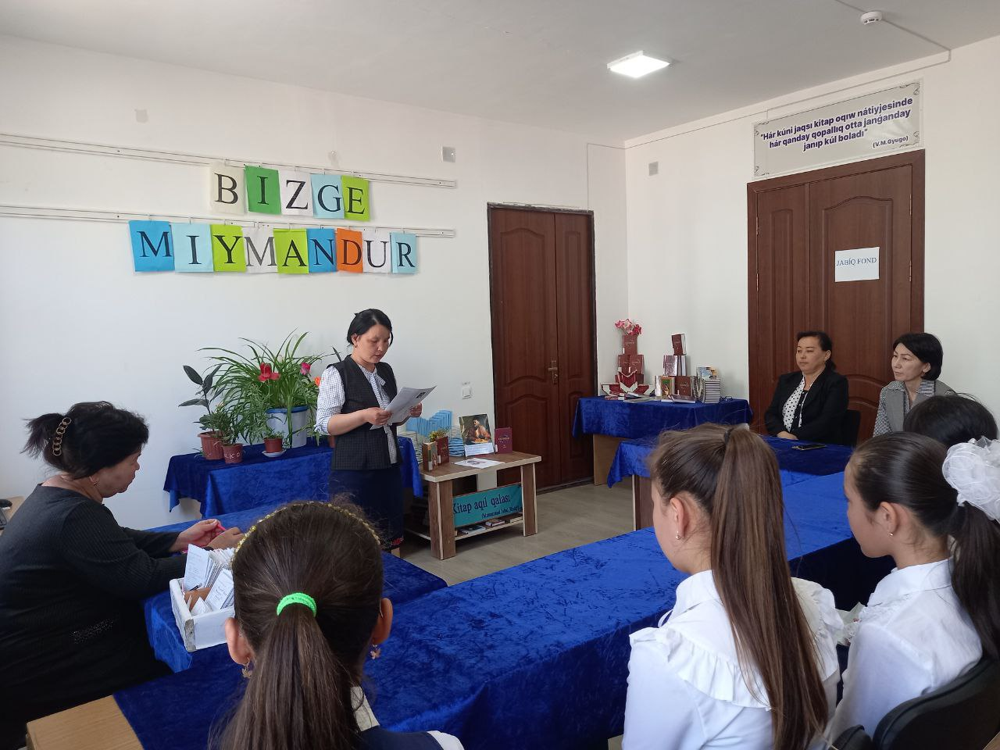 BIZGE
MIYMANDUR
"Hár kúni jaqsı kitap oqıw nátiyjesinde
hár qanday qopallıq otta janǵanday
janıp kúl boladı"
(V.M.Gyugo)
JABÍQ FOND
Kitap aqıl qalası